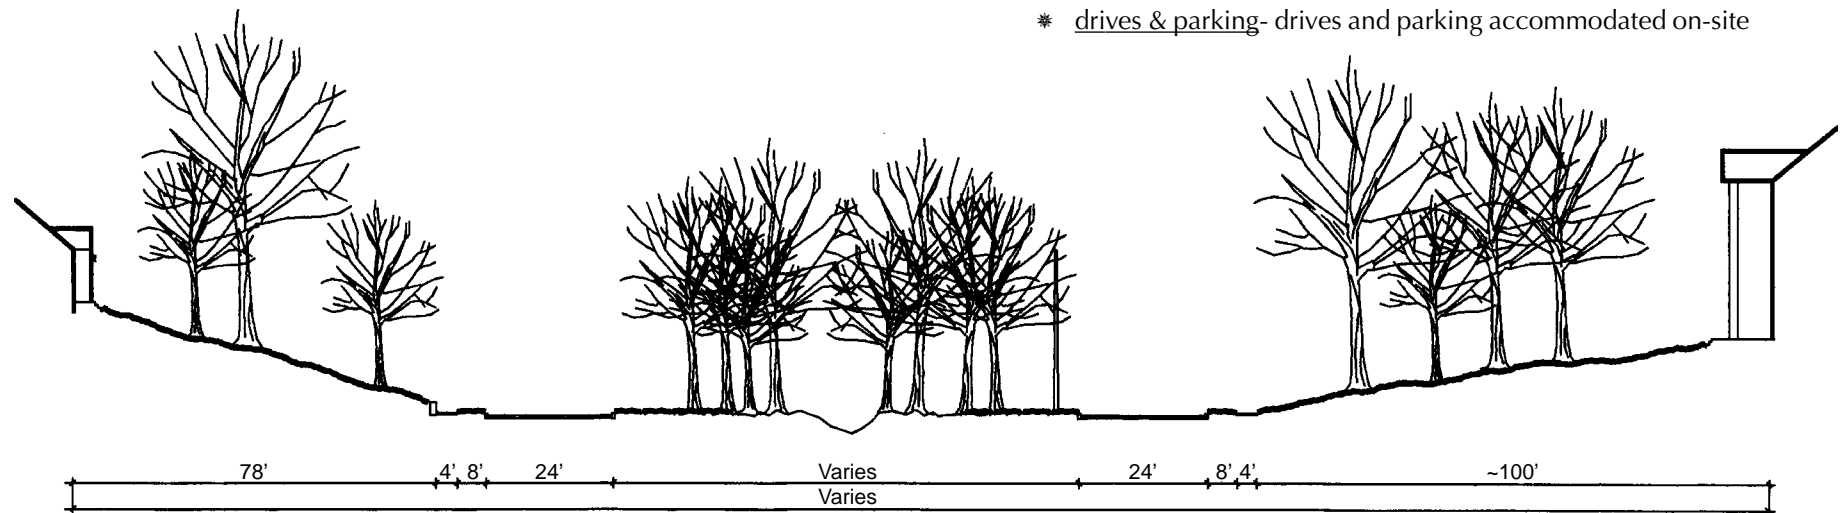 ✵ drives & parking- drives and parking accommodated on-site
78’ 4’ 8’ 24’ Varies 24’ 8’ 4’ ~100’
Varies